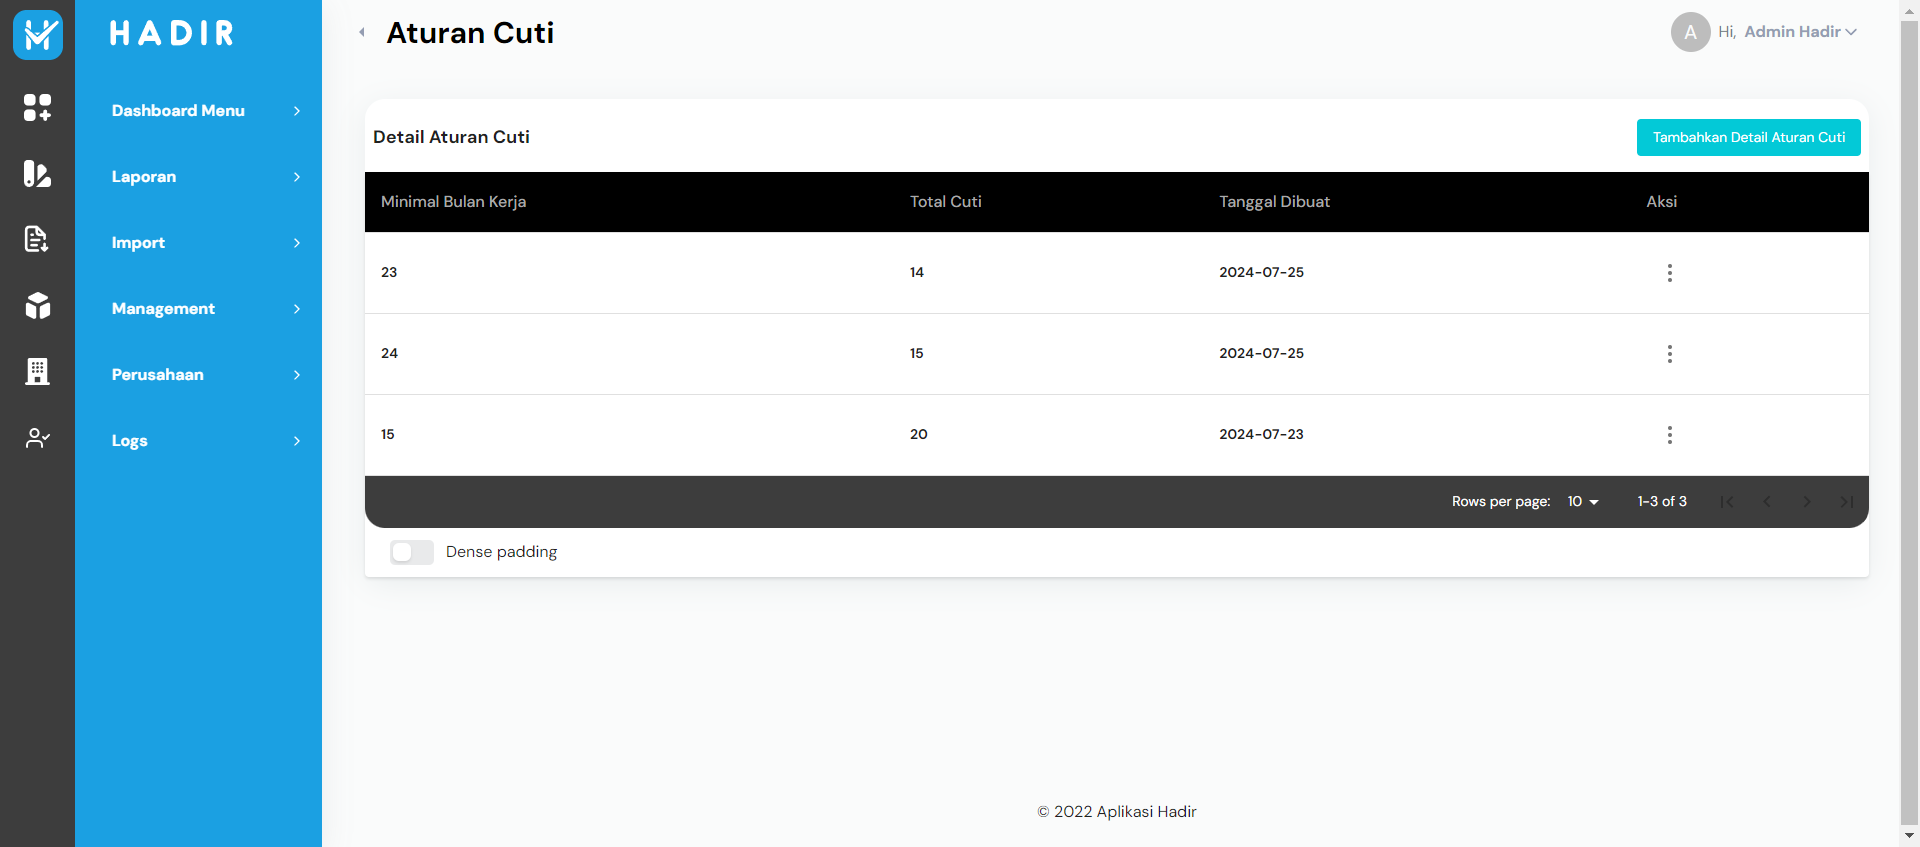 HADIR
Dashboard Menu
Laporan
Import
Management
Perusahaan
Logs
Aturan Cuti
A Hi, Admin Hadir
Detail Aturan Cuti
Tambahkan Detail Aturan Cuti
Minimal Bulan Kerja Total Cuti Tanggal Dibuat Aksi
23 14 2024-07-25
24 15 2024-07-25
15 20 2024-07-23
Rows per page: 10 1-3 of 3
Dense padding
© 2022 Aplikasi Hadir